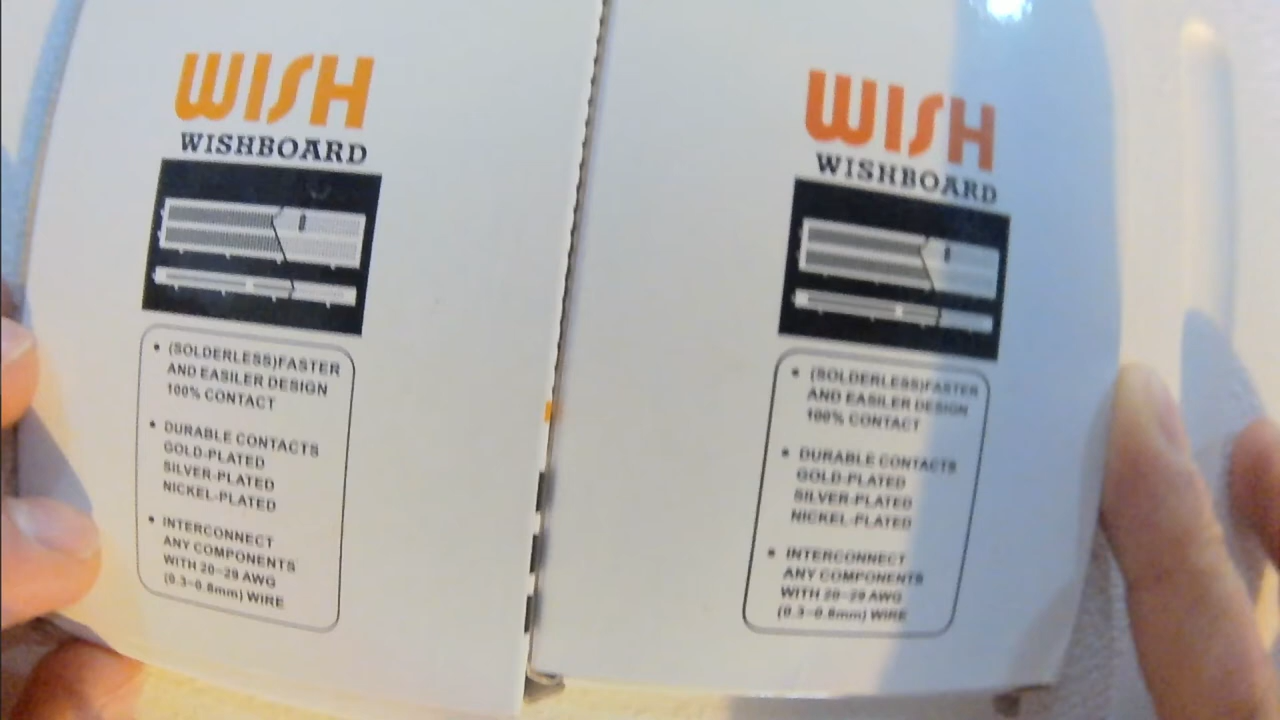 WISH
WISHBOARD
• (SOLDERLESS)FASTER
AND EASILER DESIGN
100% CONTACT
• DURABLE CONTACTS
GOLD-PLATED
SILVER-PLATED
NICKEL-PLATED
• INTERCONNECT
ANY COMPONENTS
WITH 20~29 AWG
(0.3~0.8mm) WIRE
WISH
WISHBOARD
• (SOLDERLESS)FASTER
AND EASILER DESIGN
100% CONTACT
• DURABLE CONTACTS
GOLD-PLATED
SILVER-PLATED
NICKEL-PLATED
• INTERCONNECT
ANY COMPONENTS
WITH 20~29 AWG
(0.3~0.8mm) WIRE